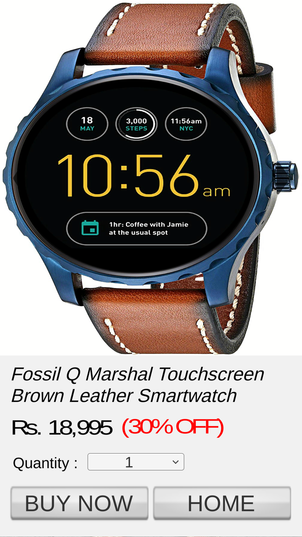 18 3,000 11:56am
MAY STEPS NYC
10:56am
1hr: Coffee with Jamie
at the usual spot
Fossil Q Marshal Touchscreen
Brown Leather Smartwatch
Rs. 18,995 (30% OFF)
Quantity : 1
BUY NOW HOME